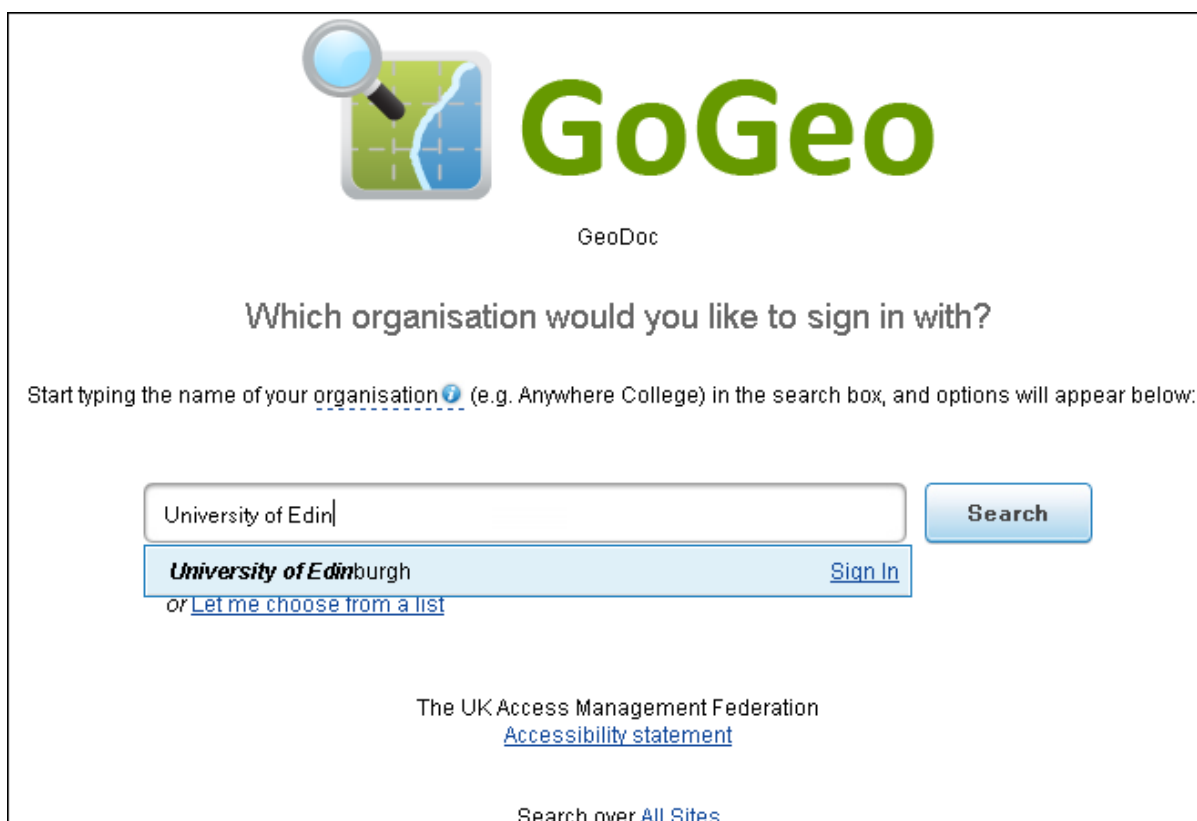 GoGeo
GeoDoc
Which organisation would you like to sign in with?
Start typing the name of your organisation (e.g. Anywhere College) in the search box, and options will appear below:
University of Edin Search
University of Edinburgh Sign In
or Let me choose from a list
The UK Access Management Federation
Accessibility statement
Search over All Sites